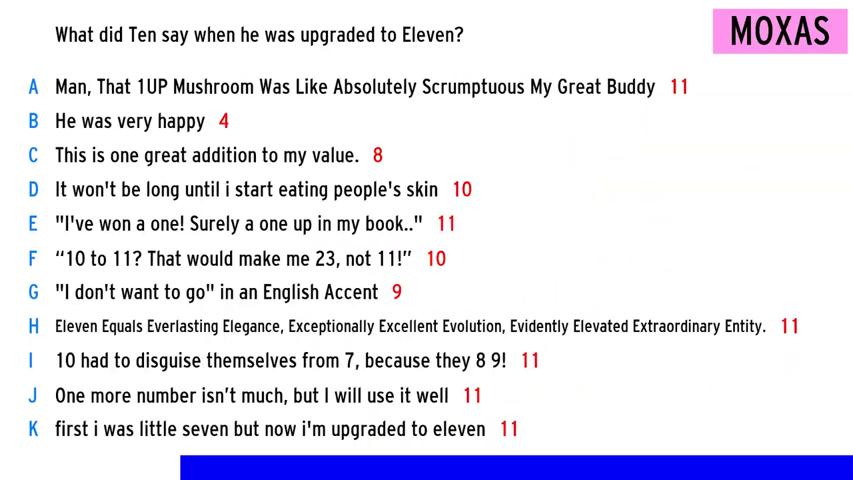 What did Ten say when he was upgraded to Eleven?
MOXAS
A Man, That 1UP Mushroom Was Like Absolutely Scrumptuous My Great Buddy 11
B He was very happy 4
C This is one great addition to my value. 8
D It won't be long until i start eating people's skin 10
E "I've won a one! Surely a one up in my book.." 11
F “10 to 11? That would make me 23, not 11!” 10
G "I don't want to go" in an English Accent 9
H Eleven Equals Everlasting Elegance, Exceptionally Excellent Evolution, Evidently Elevated Extraordinary Entity. 11
I 10 had to disguise themselves from 7, because they 8 9! 11
J One more number isn’t much, but I will use it well 11
K first i was little seven but now i'm upgraded to eleven 11